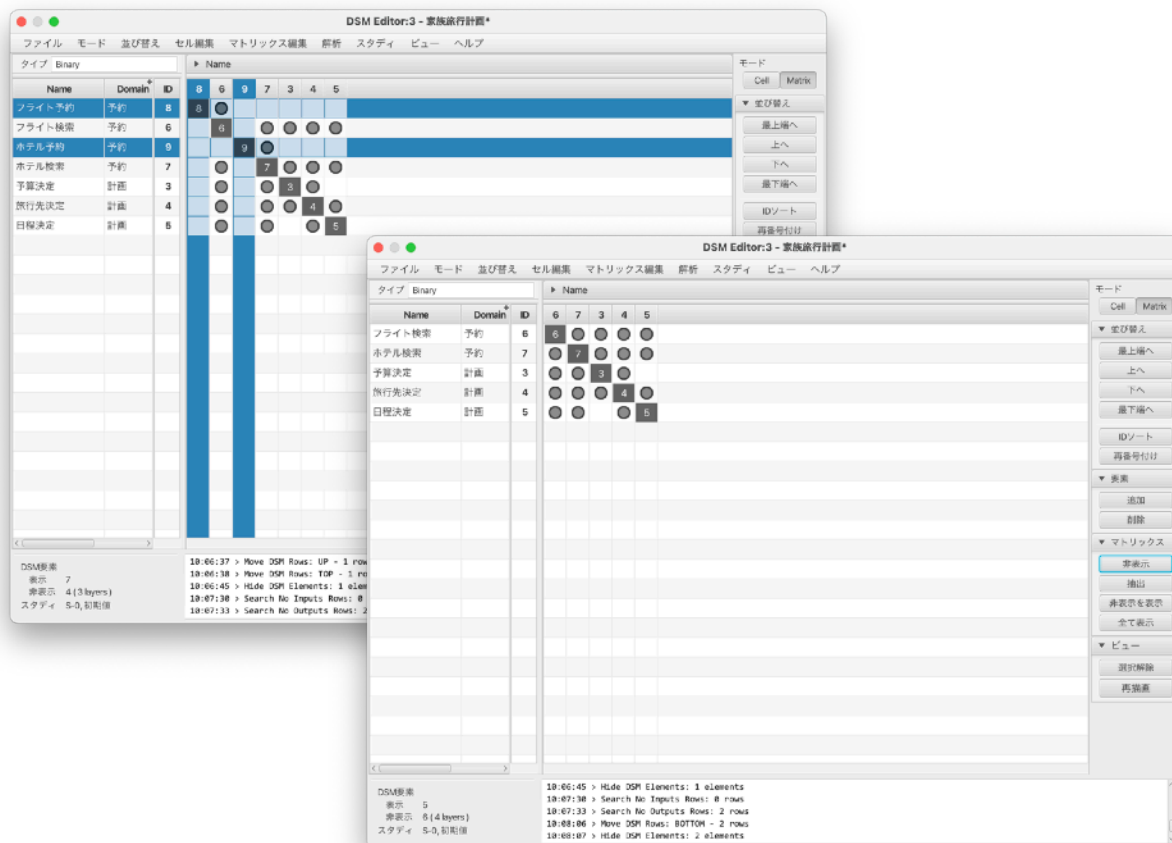 DSM Editor:3 - 家族旅行計画*
ファイル モード 並び替え セル編集 マトリックス編集 解析 スタディ ビュー ヘルプ
タイプ Binary
Name
モード
Cell Matrix
Name Domain ID 8 6 9 7 3 4 5
並び替え
フライト予約 予約 8 8
フライト検索 予約 6 6
ホテル予約 予約 9 9
ホテル検索 予約 7 7
予算決定 計画 3 3
旅行先決定 計画 4 4
日程決定 計画 5 5
最上端へ
上へ
下へ
最下端へ
IDソート
再番号付け
DSM要素
表示 7
非表示 4 ( 3 layers )
スタディ S-0, 初期値
10:06:37 > Move DSM Rows: UP - 1 row
10:06:38 > Move DSM Rows: TOP - 1 ro
10:06:45 > Hide DSM Elements: 1 elem
10:07:30 > Search No Inputs Rows: 0
10:07:33 > Search No Outputs Rows: 2
DSM Editor:3 - 家族旅行計画*
ファイル モード 並び替え セル編集 マトリックス編集 解析 スタディ ビュー ヘルプ
タイプ Binary
Name
モード
Cell Matrix
Name Domain ID 6 7 3 4 5
フライト検索 予約 6 6
ホテル検索 予約 7 7
予算決定 計画 3 3
旅行先決定 計画 4 4
日程決定 計画 5 5
並び替え
最上端へ
上へ
下へ
最下端へ
IDソート
再番号付け
要素
追加
削除
マトリックス
非表示
抽出
非表示を表示
全て表示
ビュー
選択解除
再描画
DSM要素
表示 5
非表示 6 ( 4 layers )
スタディ S-0, 初期値
10:06:45 > Hide DSM Elements: 1 elements
10:07:30 > Search No Inputs Rows: 0 rows
10:07:33 > Search No Outputs Rows: 2 rows
10:08:06 > Move DSM Rows: BOTTOM - 2 rows
10:08:07 > Hide DSM Elements: 2 elements